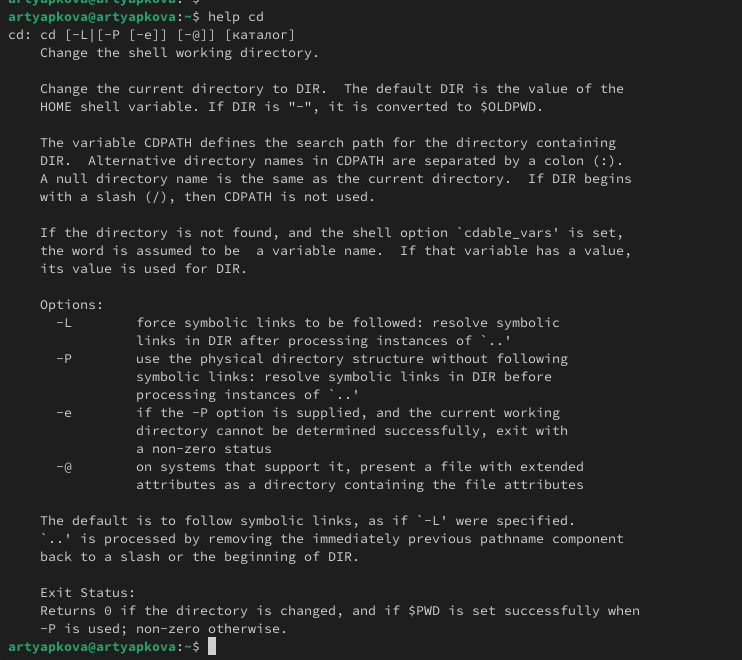 artyapkova@artyapkova:~$
artyapkova@artyapkova:~$ help cd
cd: cd [-L|[-P [-e]] [-@]] [каталог]
    Change the shell working directory.

    Change the current directory to DIR.  The default DIR is the value of the
    HOME shell variable. If DIR is "-", it is converted to $OLDPWD.

    The variable CDPATH defines the search path for the directory containing
    DIR.  Alternative directory names in CDPATH are separated by a colon (:).
    A null directory name is the same as the current directory.  If DIR begins
    with a slash (/), then CDPATH is not used.

    If the directory is not found, and the shell option `cdable_vars' is set,
    the word is assumed to be  a variable name.  If that variable has a value,
    its value is used for DIR.

    Options:
      -L        force symbolic links to be followed: resolve symbolic
                links in DIR after processing instances of `..'
      -P        use the physical directory structure without following
                symbolic links: resolve symbolic links in DIR before
                processing instances of `..'
      -e        if the -P option is supplied, and the current working
                directory cannot be determined successfully, exit with
                a non-zero status
      -@        on systems that support it, present a file with extended
                attributes as a directory containing the file attributes

    The default is to follow symbolic links, as if `-L' were specified.
    `..' is processed by removing the immediately previous pathname component
    back to a slash or the beginning of DIR.

    Exit Status:
    Returns 0 if the directory is changed, and if $PWD is set successfully when
    -P is used; non-zero otherwise.
artyapkova@artyapkova:~$